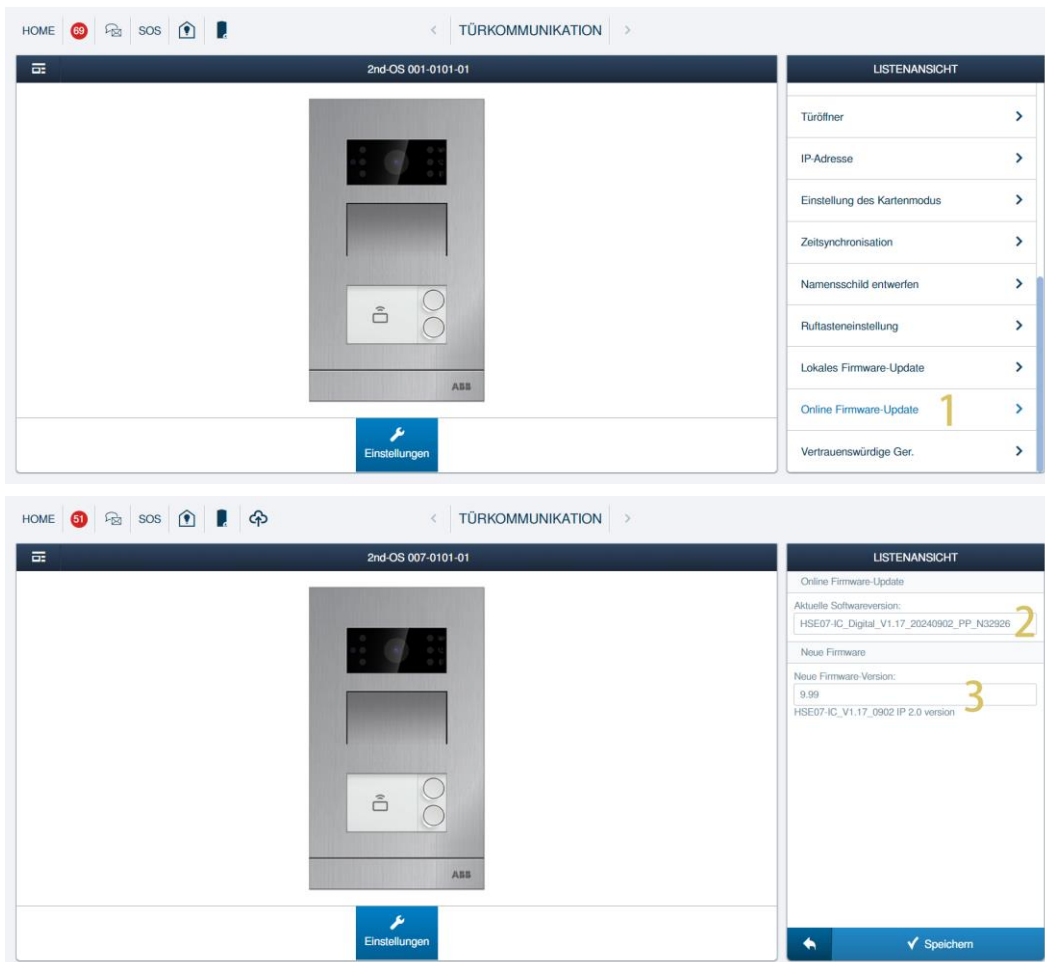 HOME 69 SOS TÜRKOMMUNIKATION
2nd-OS 001-0101-01
LISTENANSICHT
Türöffner
IP-Adresse
Einstellung des Kartenmodus
Zeitsynchronisation
Namensschild entwerfen
Ruftasteneinstellung
Lokales Firmware-Update
Online Firmware-Update 1
Vertrauenswürdige Ger.
ABB
Einstellungen
HOME 51 SOS TÜRKOMMUNIKATION
2nd-OS 007-0101-01
LISTENANSICHT
Online Firmware-Update
Aktuelle Softwareversion:
HSE07-IC_Digital_V1.17_20240902_PP_N32926 2
Neue Firmware
Neue Firmware-Version:
9.99 3
HSE07-IC_V1.17_0902 IP 2.0 version
ABB
Einstellungen
Speichern